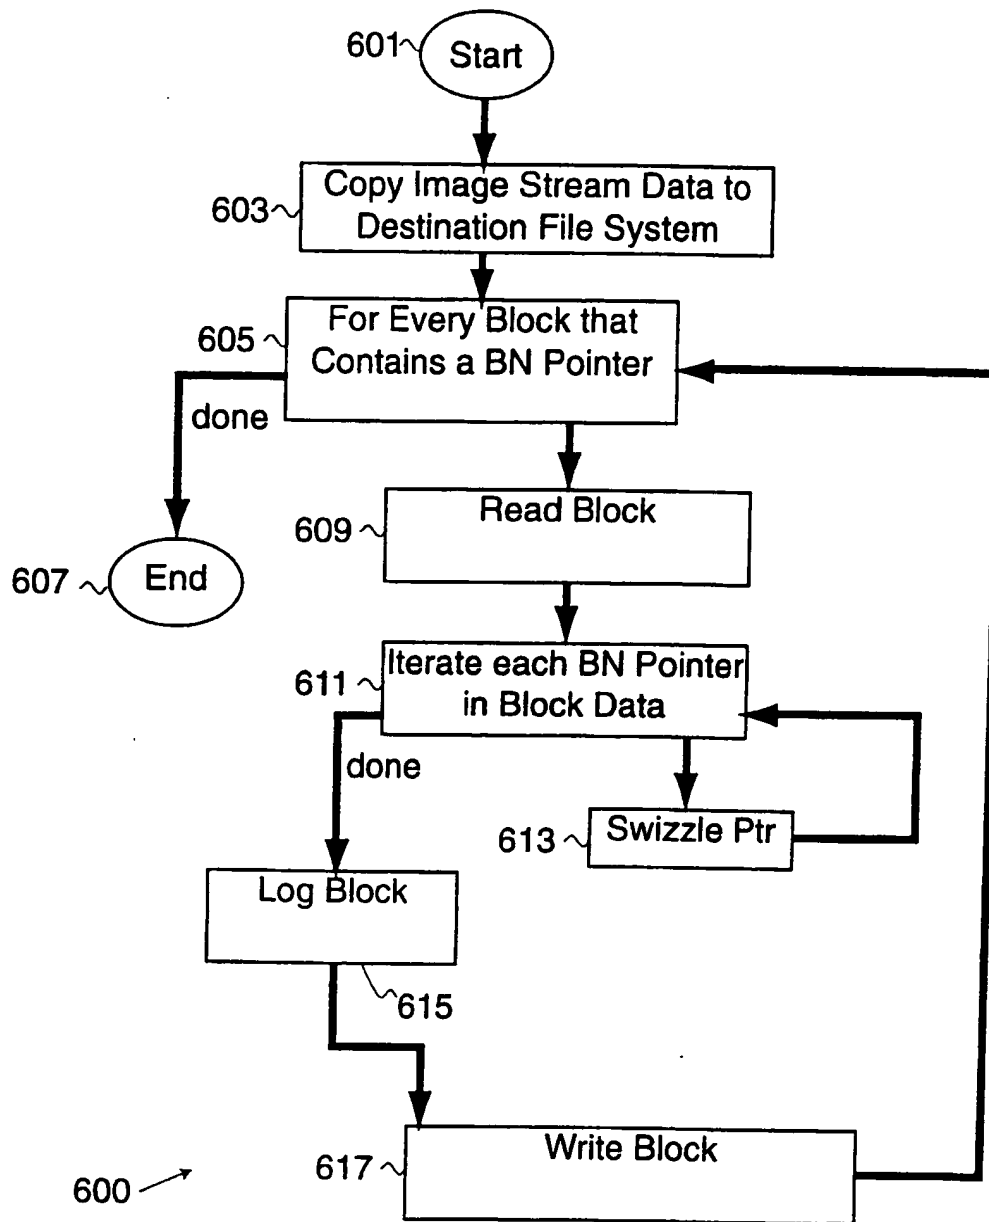 601
Start
603
Copy Image Stream Data to
Destination File System
605
For Every Block that
Contains a BN Pointer
done
609
Read Block
607
End
611
Iterate each BN Pointer
in Block Data
done
613
Swizzle Ptr
Log Block
615
617
Write Block
600